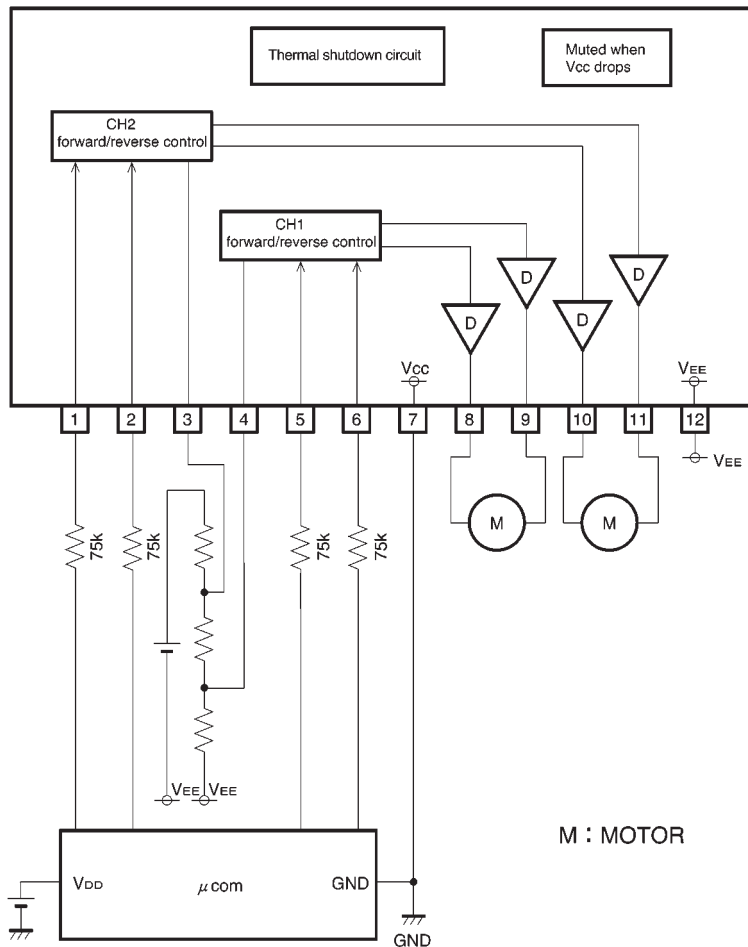 Thermal shutdown circuit
Muted when
Vcc drops
CH2
forward/reverse control
CH1
forward/reverse control
D
D
D
D
VCC
VEE
1
2
3
4
5
6
7
8
9
10
11
12
VEE
75k
75k
75k
75k
M
M
VEE
VEE
M : MOTOR
VDD
μ com
GND
GND